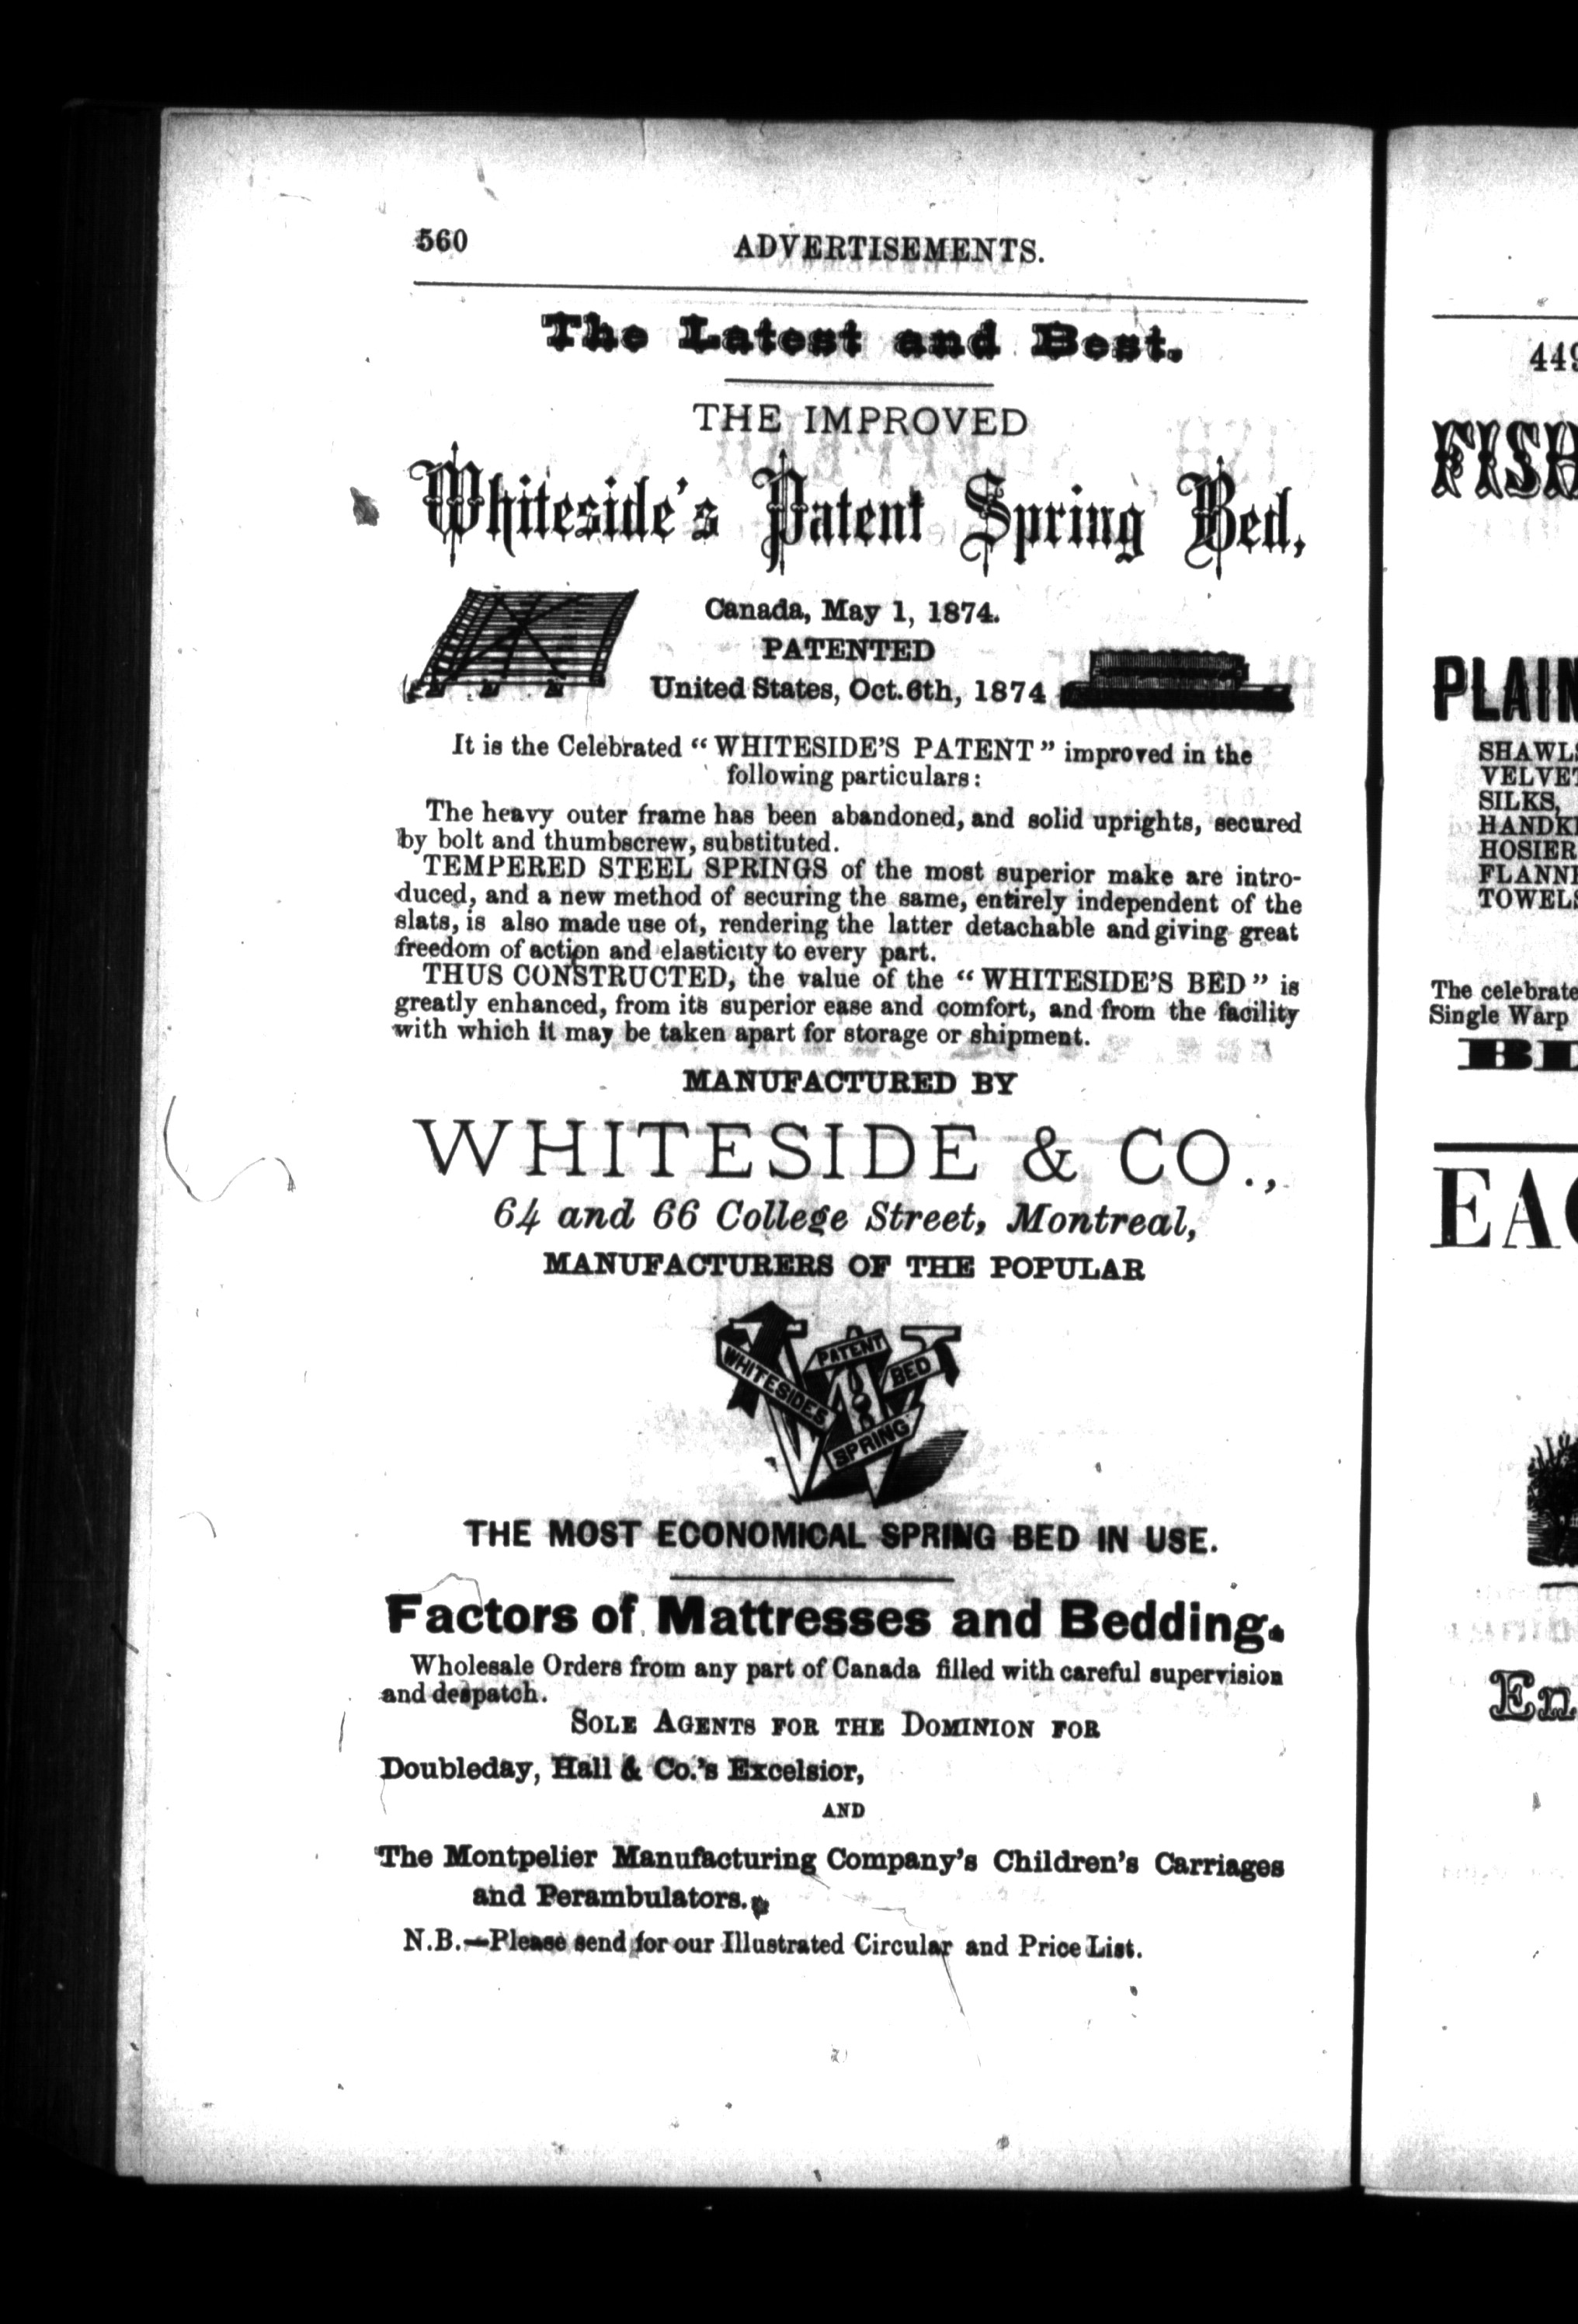 560
ADVERTISEMENTS.
The Latest and Best.
THE IMPROVED
Whiteside's Patent Spring Bed,
Canada, May 1, 1874.
PATENTED
United States, Oct. 6th, 1874
It is the Celebrated "WHITESIDE'S PATENT" improved in the
following particulars:
The heavy outer frame has been abandoned, and solid uprights, secured
by bolt and thumbscrew, substituted.
TEMPERED STEEL SPRINGS of the most superior make are intro-
duced, and a new method of securing the same, entirely independent of the
slats, is also made use of, rendering the latter detachable and giving great
freedom of action and elasticity to every part.
THUS CONSTRUCTED, the value of the "WHITESIDE'S BED" is
greatly enhanced, from its superior ease and comfort, and from the facility
with which it may be taken apart for storage or shipment.
MANUFACTURED BY
WHITESIDE & CO.,
64 and 66 College Street, Montreal,
MANUFACTURERS OF THE POPULAR
WHITESIDES PATENT SPRING BED
THE MOST ECONOMICAL SPRING BED IN USE.
Factors of Mattresses and Bedding.
Wholesale Orders from any part of Canada filled with careful supervision
and despatch.
SOLE AGENTS FOR THE DOMINION FOR
Doubleday, Hall & Co.'s Excelsior,
AND
The Montpelier Manufacturing Company's Children's Carriages
and Perambulators.
N.B.—Please send for our Illustrated Circular and Price List.
449
FISH
PLAIN
SHAWLS
VELVET
SILKS,
HANDK
HOSIER
FLANN
TOWELS
The celebrate
Single Warp
BL
EAG
En